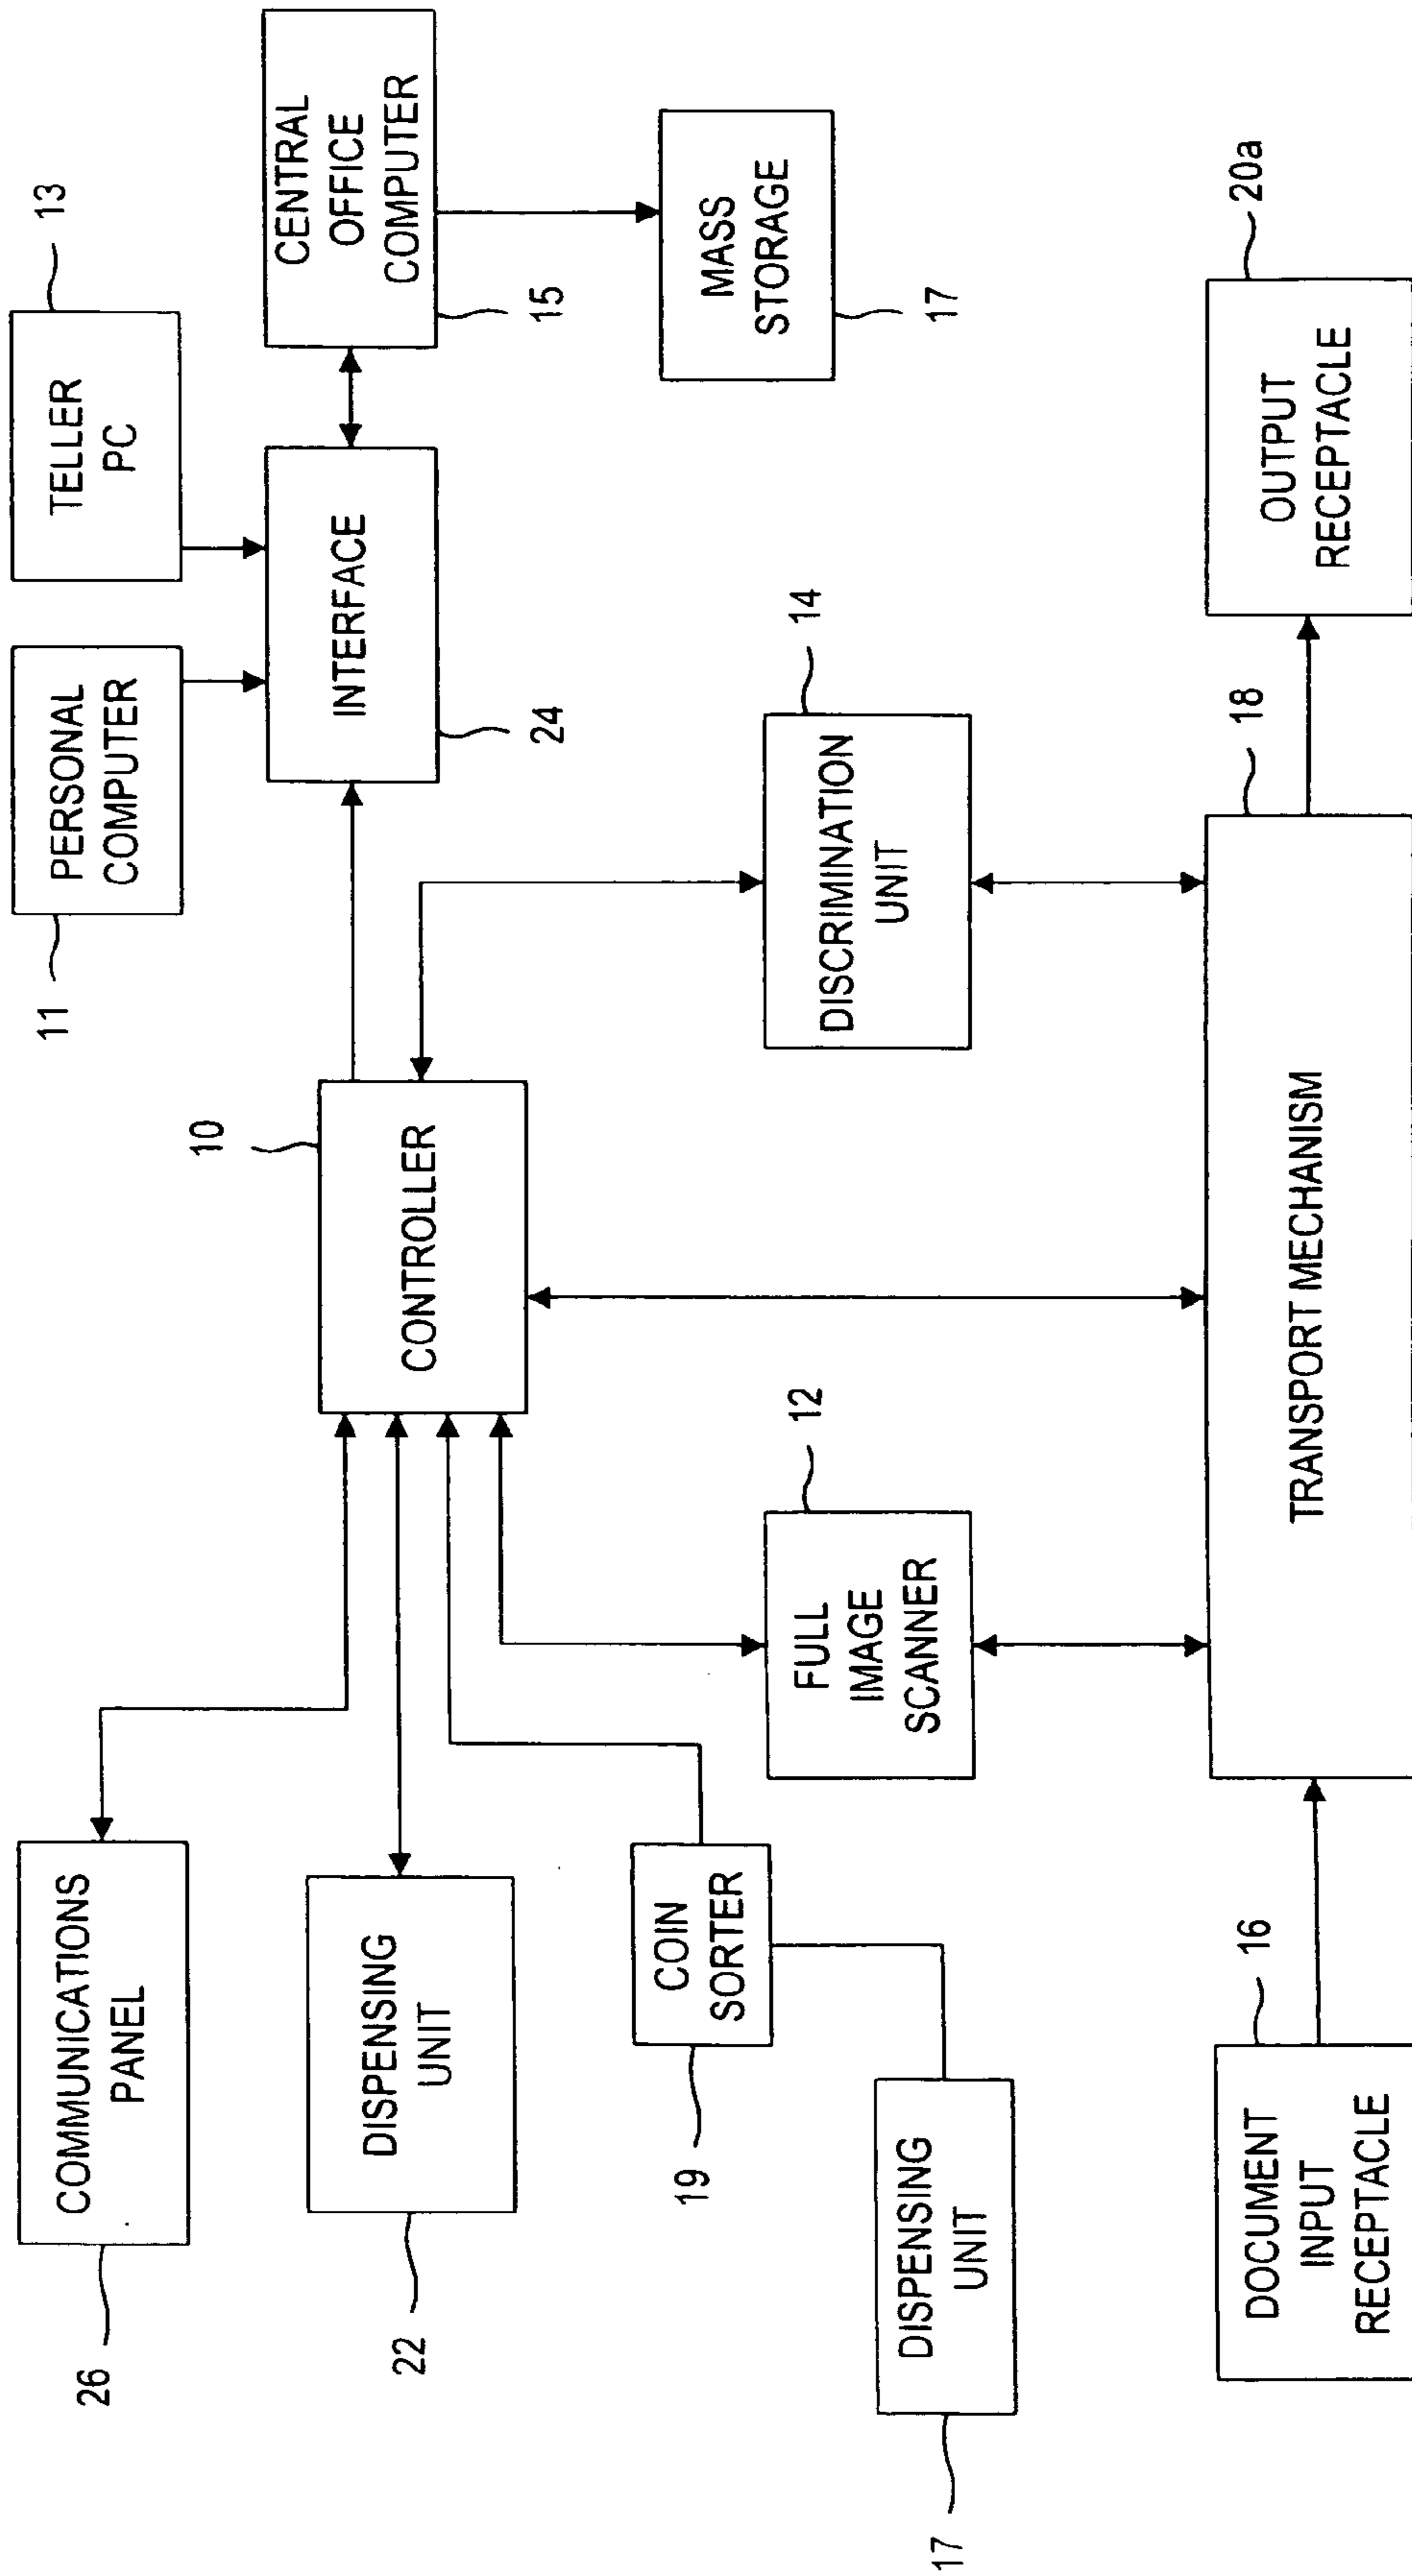 26
COMMUNICATIONS
PANEL
11
PERSONAL
COMPUTER
TELLER
PC
13
22
DISPENSING
UNIT
10
CONTROLLER
INTERFACE
24
CENTRAL
OFFICE
COMPUTER
15
19
COIN
SORTER
MASS
STORAGE
17
17
DISPENSING
UNIT
FULL
IMAGE
SCANNER
12
DISCRIMINATION
UNIT
14
DOCUMENT
INPUT
RECEPTACLE
16
TRANSPORT MECHANISM
18
OUTPUT
RECEPTACLE
20a